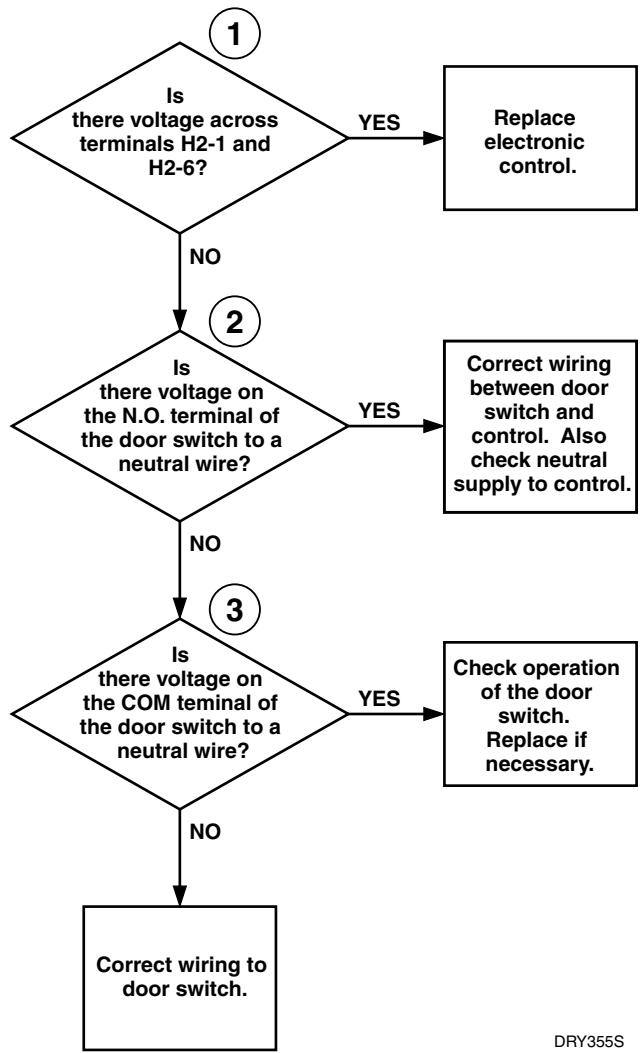 1
Is
there voltage across
terminals H2-1 and
H2-6?
YES
Replace
electronic
control.
NO
2
Is
there voltage on
the N.O. terminal of
the door switch to a
neutral wire?
YES
Correct wiring
between door
switch and
control. Also
check neutral
supply to control.
NO
3
Is
there voltage on
the COM teminal of
the door switch to a
neutral wire?
YES
Check operation
of the door
switch.
Replace if
necessary.
NO
Correct wiring to
door switch.
DRY355S